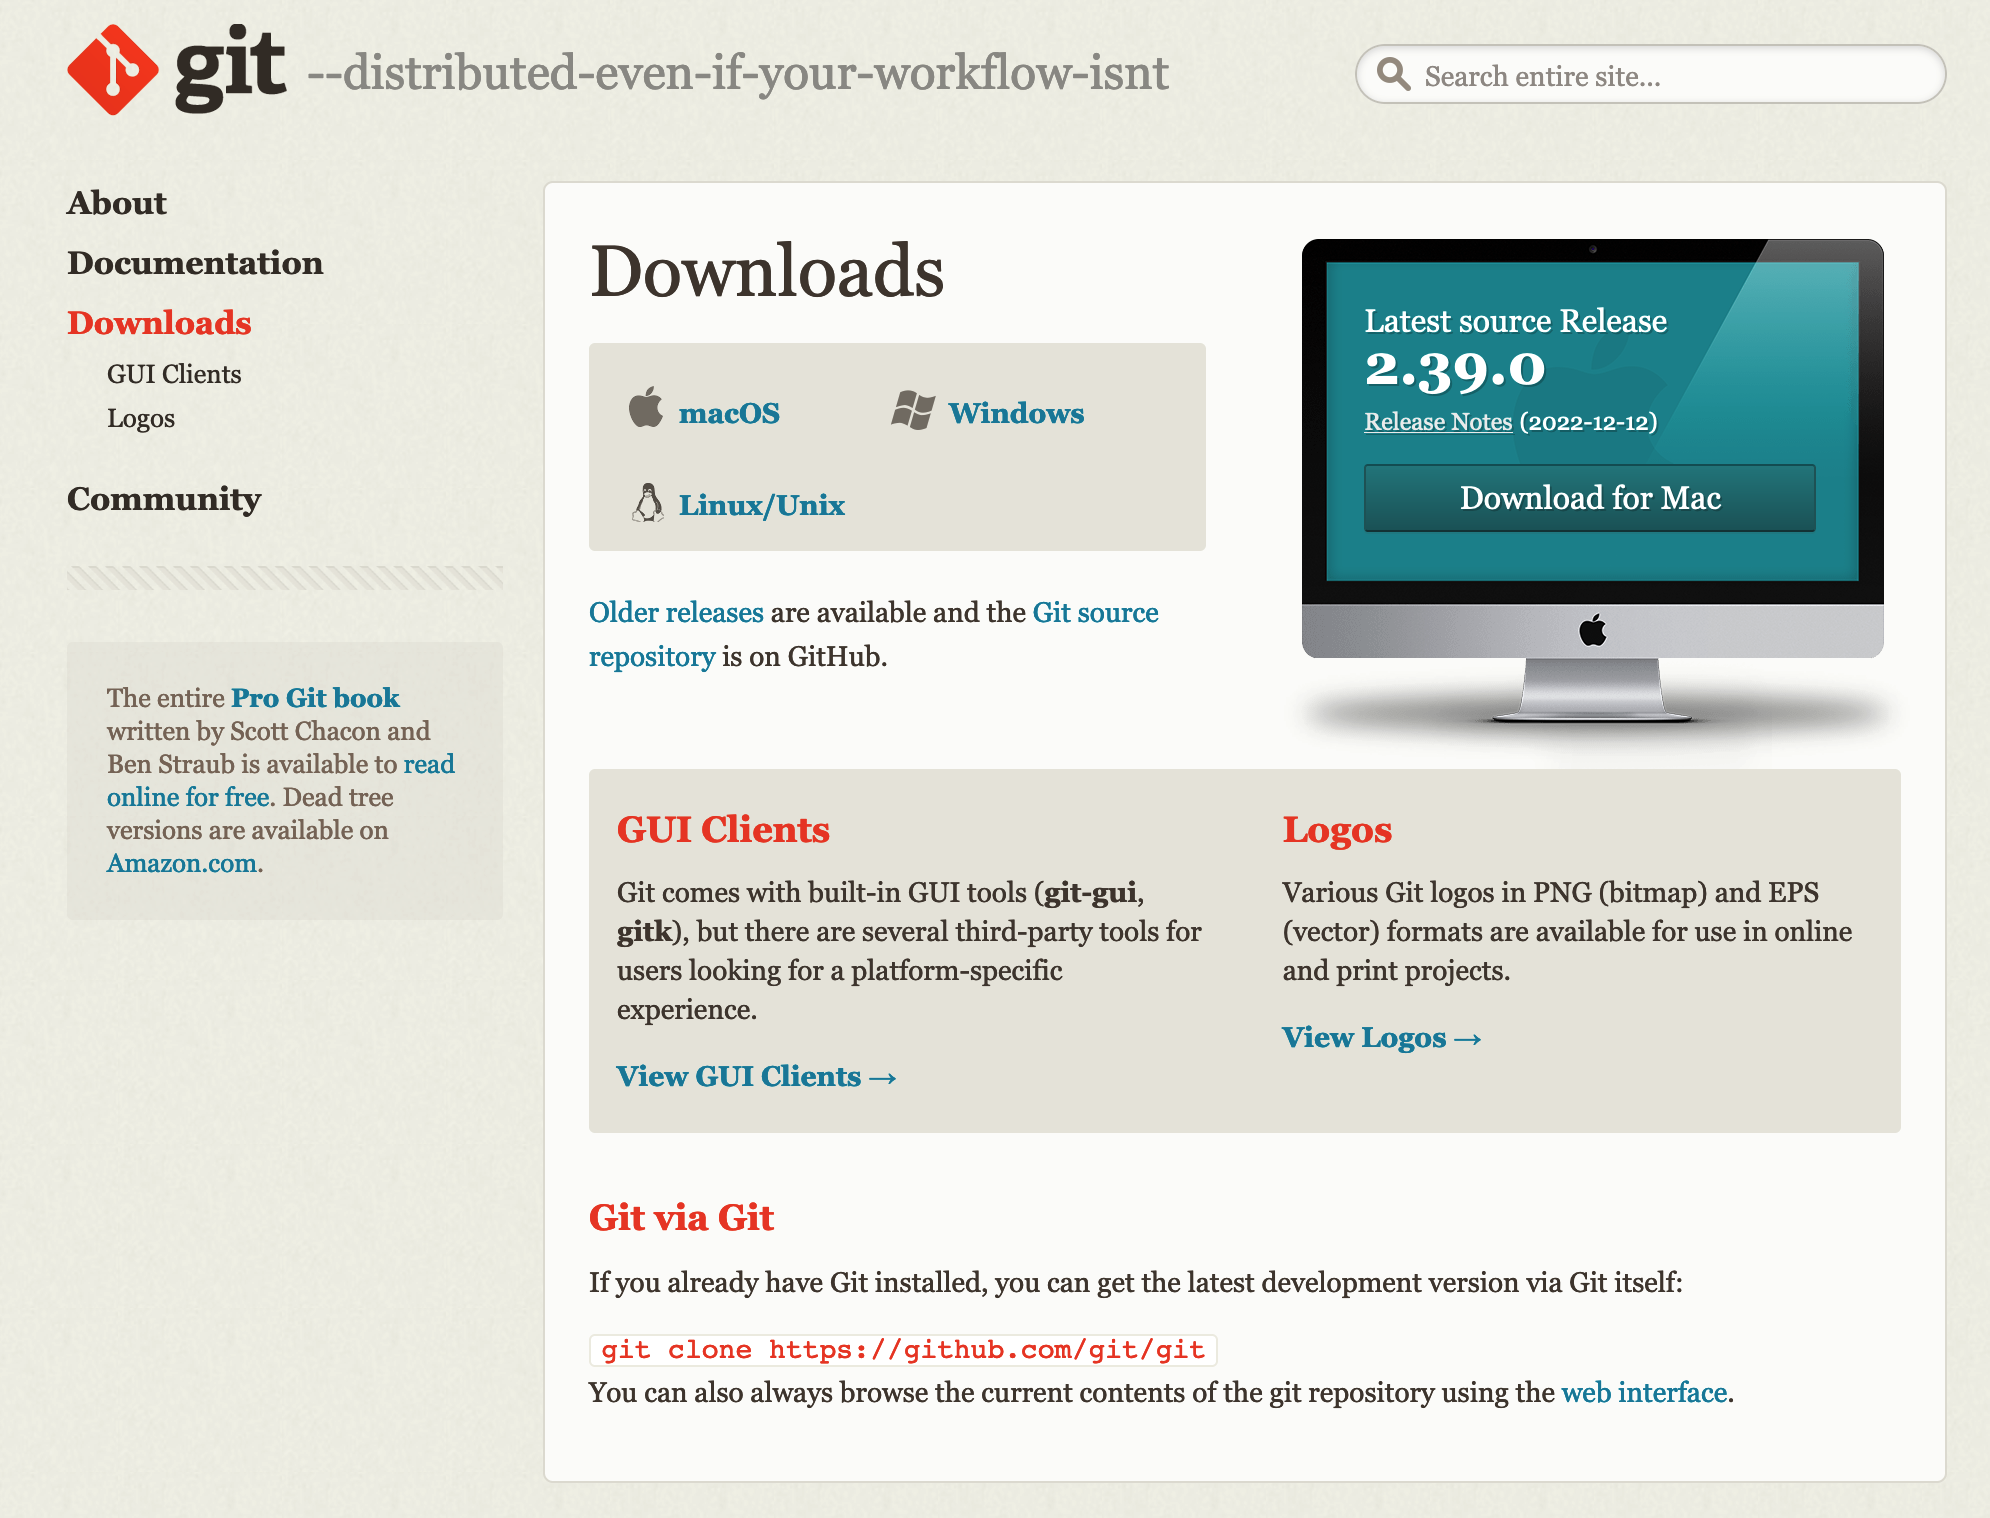 git --distributed-even-if-your-workflow-isnt
Search entire site...
About
Documentation
Downloads
GUI Clients
Logos
Community
The entire Pro Git book
written by Scott Chacon and
Ben Straub is available to read
online for free. Dead tree
versions are available on
Amazon.com.
Downloads
macOS
Windows
Linux/Unix
Older releases are available and the Git source
repository is on GitHub.
Latest source Release
2.39.0
Release Notes (2022-12-12)
Download for Mac
GUI Clients
Git comes with built-in GUI tools (git-gui,
gitk), but there are several third-party tools for
users looking for a platform-specific
experience.
View GUI Clients →
Logos
Various Git logos in PNG (bitmap) and EPS
(vector) formats are available for use in online
and print projects.
View Logos →
Git via Git
If you already have Git installed, you can get the latest development version via Git itself:
git clone https://github.com/git/git
You can also always browse the current contents of the git repository using the web interface.